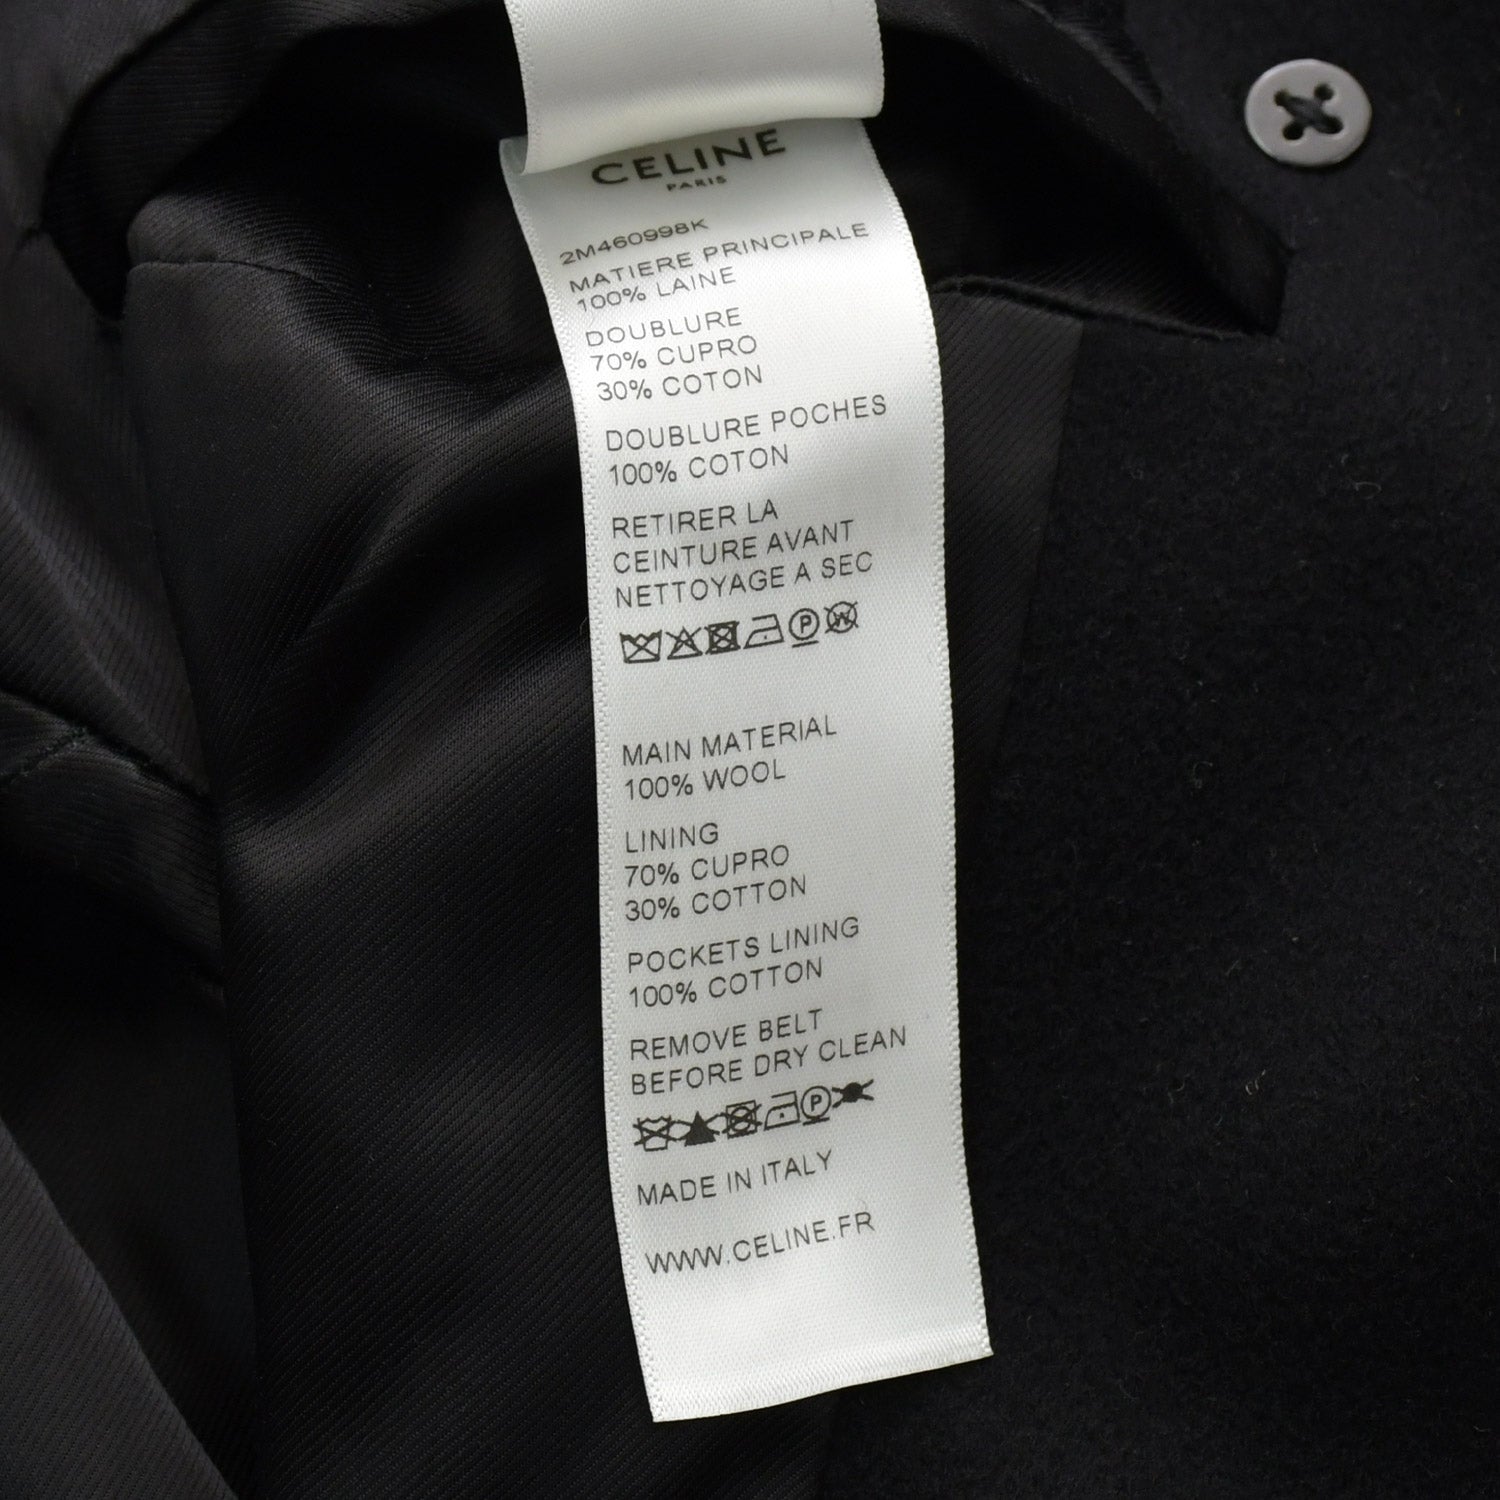 CELINE
PARIS
2M460998K
MATIERE PRINCIPALE
100% LAINE
DOUBLURE
70% CUPRO
30% COTON
DOUBLURE POCHES
100% COTON
RETIRER LA
CEINTURE AVANT
NETTOYAGE A SEC
P W
MAIN MATERIAL
100% WOOL
LINING
70% CUPRO
30% COTTON
POCKETS LINING
100% COTTON
REMOVE BELT
BEFORE DRY CLEAN
P
MADE IN ITALY
WWW.CELINE.FR